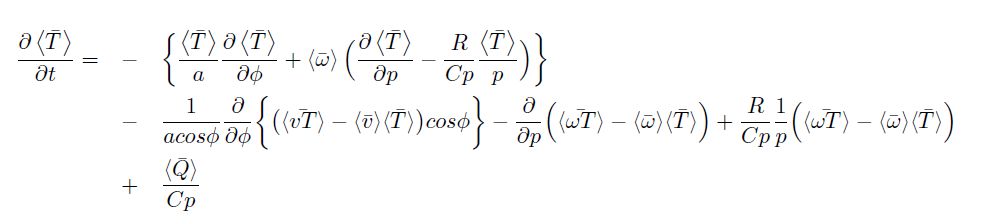 ∂⟨T̄⟩/∂t = − { (⟨T̄⟩/a) (∂⟨T̄⟩/∂ϕ) + ⟨ω̄⟩ ( ∂⟨T̄⟩/∂p − (R/Cp) (⟨T̄⟩/p) ) }
− (1/(acosϕ)) (∂/∂ϕ) { (⟨v̄T⟩ − ⟨v̄⟩⟨T̄⟩)cosϕ } − (∂/∂p) ( ⟨ω̄T⟩ − ⟨ω̄⟩⟨T̄⟩ ) + (R/Cp) (1/p) ( ⟨ω̄T⟩ − ⟨ω̄⟩⟨T̄⟩ )
+ ⟨Q̄⟩/Cp